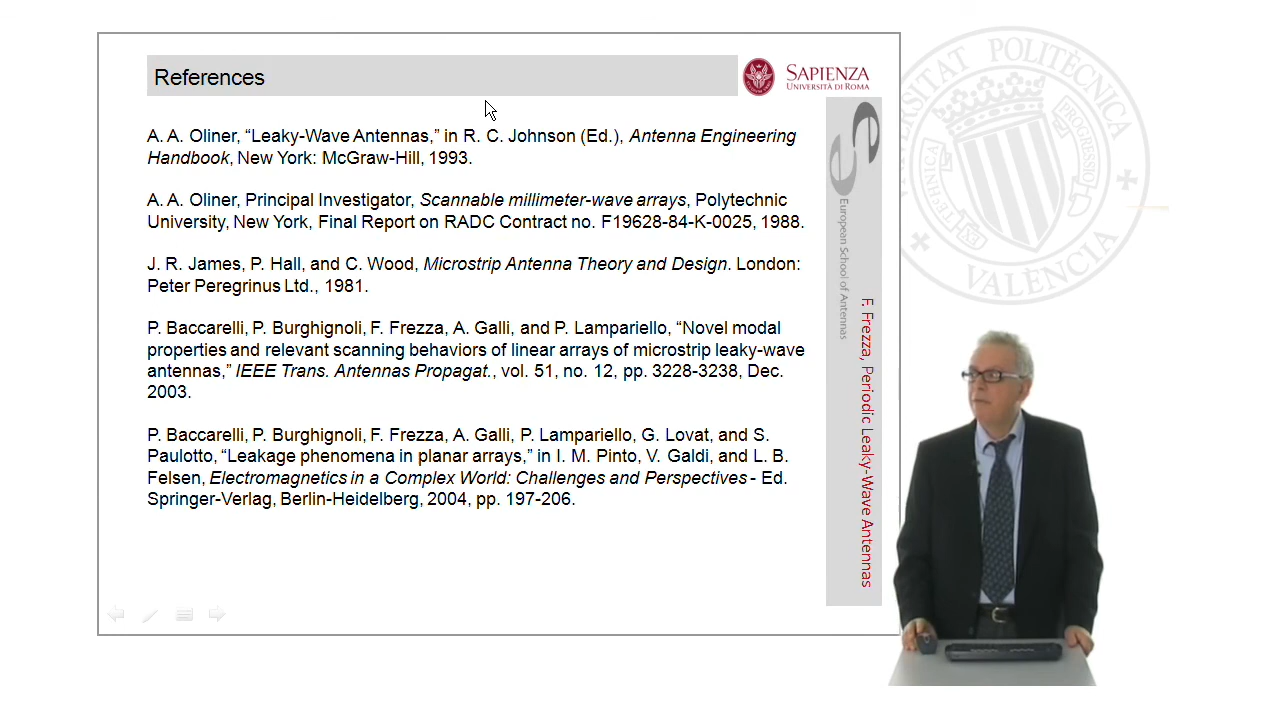 References
SAPIENZA
UNIVERSITÀ DI ROMA
A. A. Oliner, “Leaky-Wave Antennas,” in R. C. Johnson (Ed.), Antenna Engineering
Handbook, New York: McGraw-Hill, 1993.
A. A. Oliner, Principal Investigator, Scannable millimeter-wave arrays, Polytechnic
University, New York, Final Report on RADC Contract no. F19628-84-K-0025, 1988.
J. R. James, P. Hall, and C. Wood, Microstrip Antenna Theory and Design. London:
Peter Peregrinus Ltd., 1981.
P. Baccarelli, P. Burghignoli, F. Frezza, A. Galli, and P. Lampariello, “Novel modal
properties and relevant scanning behaviors of linear arrays of microstrip leaky-wave
antennas,” IEEE Trans. Antennas Propagat., vol. 51, no. 12, pp. 3228-3238, Dec.
2003.
P. Baccarelli, P. Burghignoli, F. Frezza, A. Galli, P. Lampariello, G. Lovat, and S.
Paulotto, “Leakage phenomena in planar arrays,” in I. M. Pinto, V. Galdi, and L. B.
Felsen, Electromagnetics in a Complex World: Challenges and Perspectives - Ed.
Springer-Verlag, Berlin-Heidelberg, 2004, pp. 197-206.
European School of Antennas
F. Frezza, Periodic Leaky-Wave Antennas
UNIVERSITAT POLITÈCNICA
VALÈNCIA